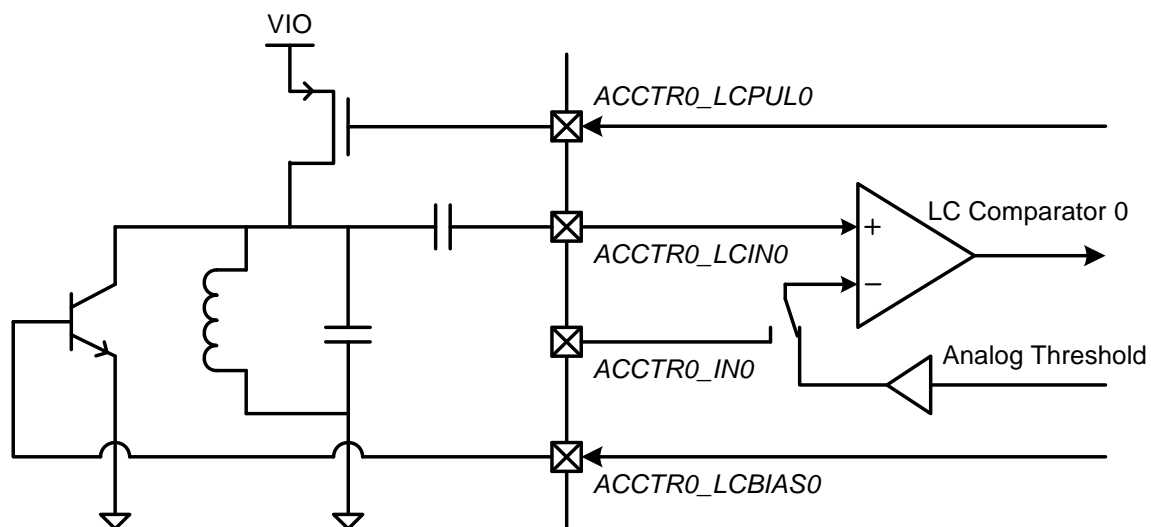 VIO
ACCTR0_LCPUL0
LC Comparator 0
+
ACCTR0_LCIN0
−
ACCTR0_IN0
Analog Threshold
ACCTR0_LCBIAS0